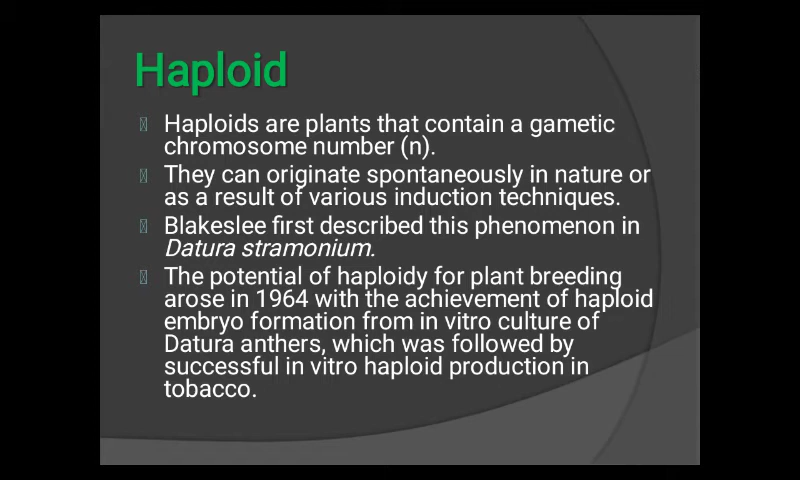 Haploid
Haploids are plants that contain a gametic
chromosome number (n).
They can originate spontaneously in nature or
as a result of various induction techniques.
Blakeslee first described this phenomenon in
Datura stramonium.
The potential of haploidy for plant breeding
arose in 1964 with the achievement of haploid
embryo formation from in vitro culture of
Datura anthers, which was followed by
successful in vitro haploid production in
tobacco.